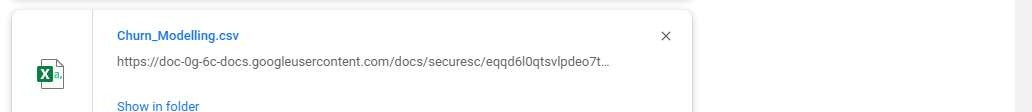 Churn_Modelling.csv
https://doc-0g-6c-docs.googleusercontent.com/docs/securesc/eqqd6l0qtsvlpdeo7t...
Show in folder